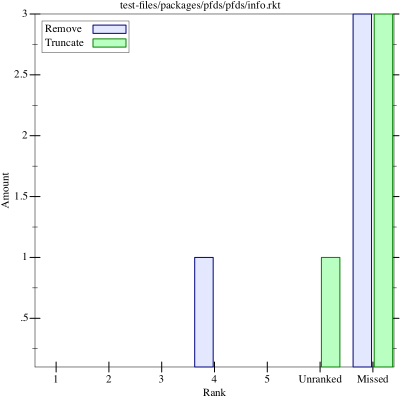 test-files/packages/pfds/pfds/info.rkt
Remove
Truncate
3
2.5
2
1.5
1
.5
Amount
1 2 3 4 5 Unranked Missed
Rank